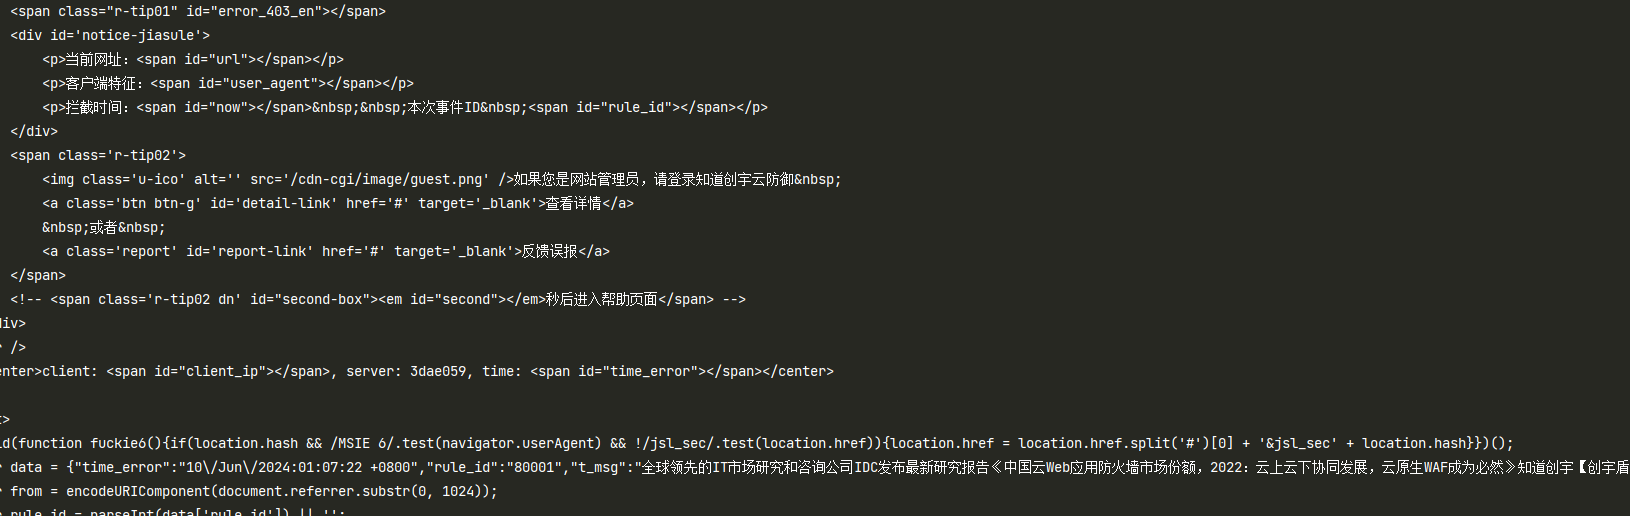 <span class="r-tip01" id="error_403_en"></span>
<div id='notice-jiasule'>
<p>当前网址：<span id="url"></span></p>
<p>客户端特征：<span id="user_agent"></span></p>
<p>拦截时间：<span id="now"></span>&nbsp;&nbsp;本次事件ID&nbsp;<span id="rule_id"></span></p>
</div>
<span class='r-tip02'>
<img class='u-ico' alt='' src='/cdn-cgi/image/guest.png' />如果您是网站管理员，请登录知道创宇云防御&nbsp;
<a class='btn btn-g' id='detail-link' href='#' target='_blank'>查看详情</a>
&nbsp;或者&nbsp;
<a class='report' id='report-link' href='#' target='_blank'>反馈误报</a>
</span>
<!-- <span class='r-tip02 dn' id="second-box"><em id="second"></em>秒后进入帮助页面</span> -->
div>
/>
enter>client: <span id="client_ip"></span>, server: 3dae059, time: <span id="time_error"></span></center>
>
d(function fuckie6(){if(location.hash && /MSIE 6/.test(navigator.userAgent) && !/jsl_sec/.test(location.href)){location.href = location.href.split('#')[0] + '&jsl_sec' + location.hash}})();
data = {"time_error":"10\/Jun\/2024:01:07:22 +0800","rule_id":"80001","t_msg":"全球领先的IT市场研究和咨询公司IDC发布最新研究报告《中国云Web应用防火墙市场份额，2022：云上云下协同发展，云原生WAF成为必然》知道创宇【创宇盾
from = encodeURIComponent(document.referrer.substr(0, 1024));
rule_id = parseInt(data['rule_id']) || '';